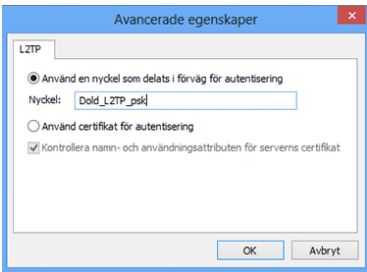 Avancerade egenskaper
L2TP
Använd en nyckel som delats i förväg för autentisering
Nyckel: Dold_L2TP_psk
Använd certifikat för autentisering
Kontrollera namn- och användningsattributen för serverns certifikat
OK Avbryt